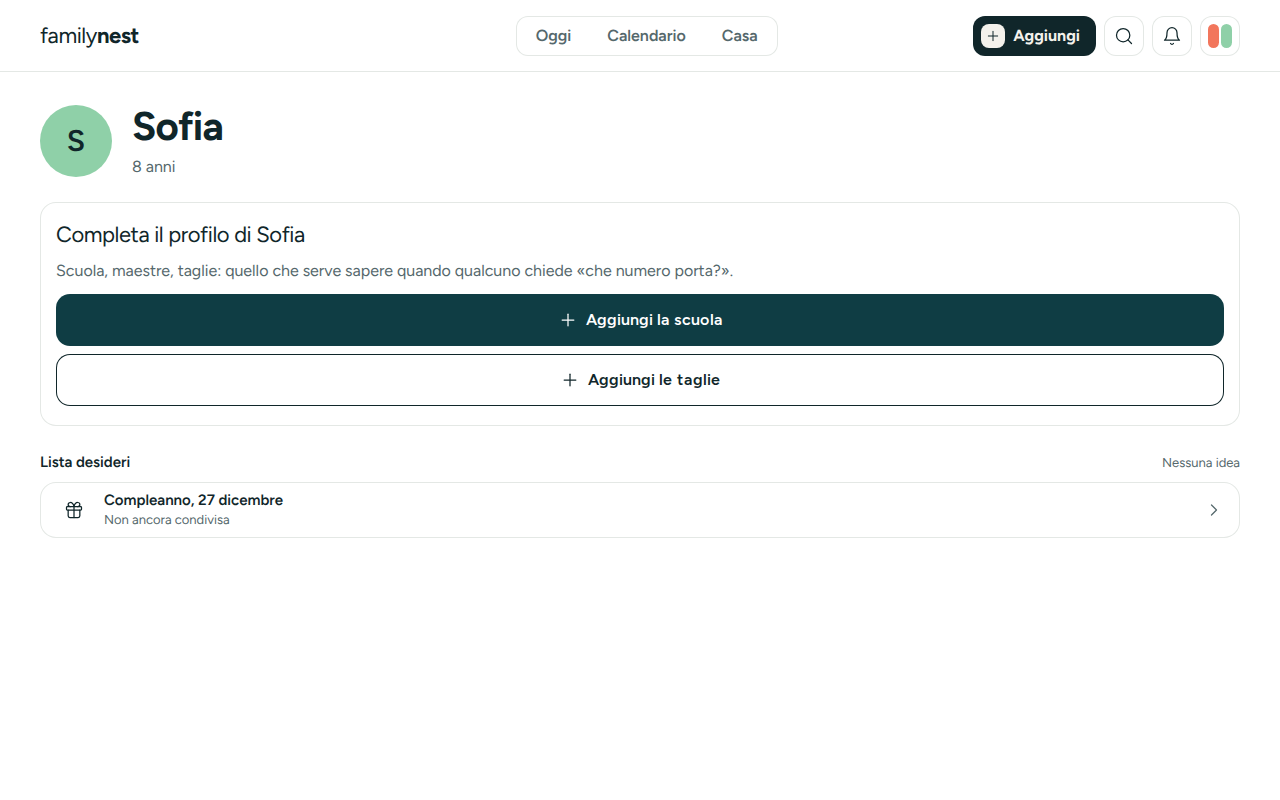 familynest
Oggi Calendario Casa
Aggiungi
S
Sofia
8 anni
Completa il profilo di Sofia
Scuola, maestre, taglie: quello che serve sapere quando qualcuno chiede «che numero porta?».
Aggiungi la scuola
Aggiungi le taglie
Lista desideri
Nessuna idea
Compleanno, 27 dicembre
Non ancora condivisa